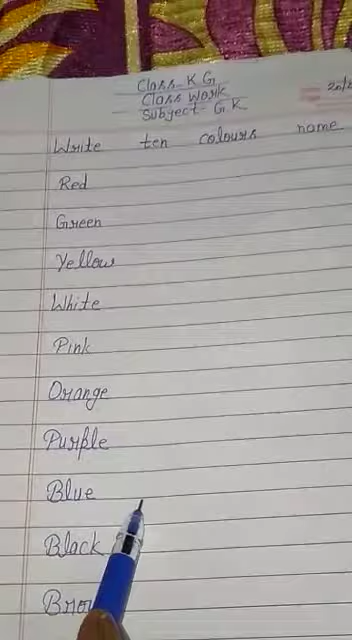 Class- K G
Class Work
Subject- G K
Write ten colours name
Red
Green
Yellow
White
Pink
Orange
Purple
Blue
Black